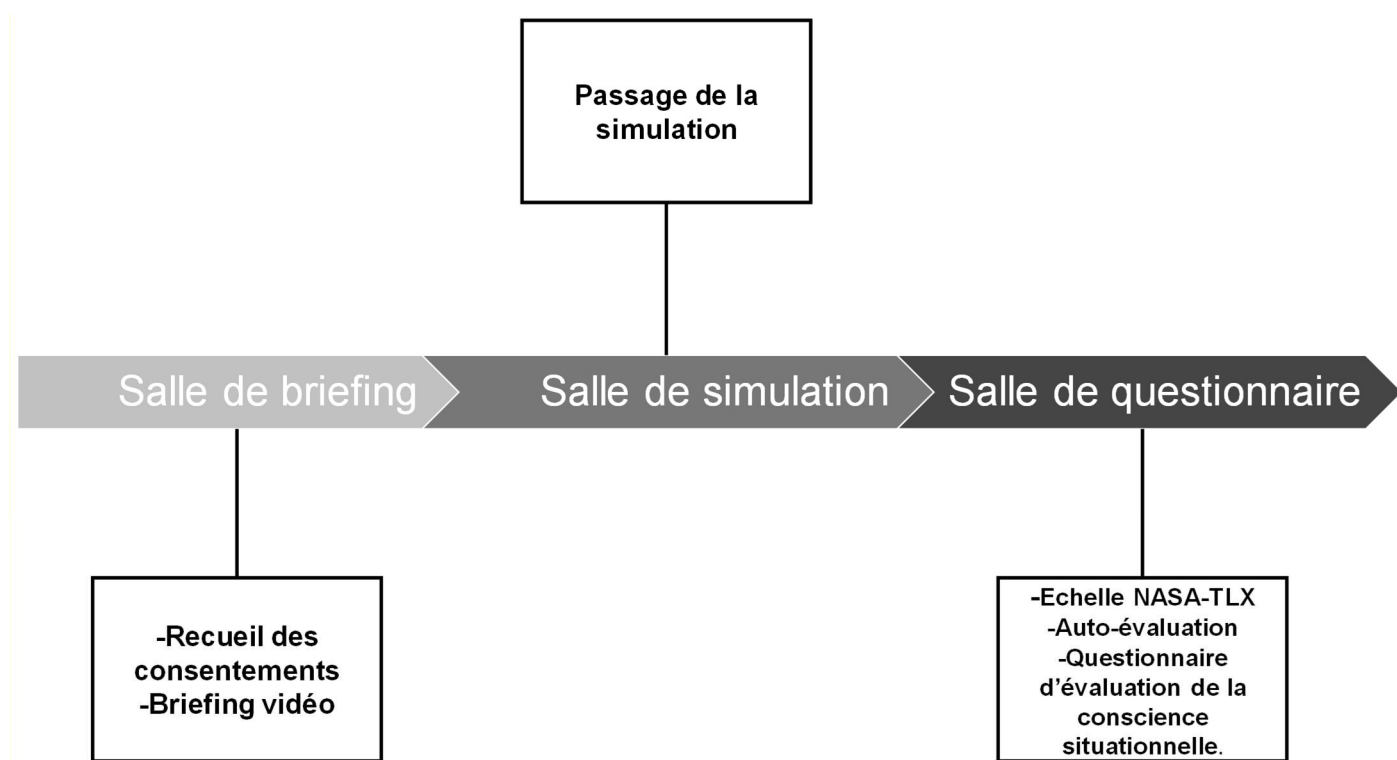 Passage de la
simulation
Salle de briefing
Salle de simulation
Salle de questionnaire
-Recueil des
consentements
-Briefing vidéo
-Echelle NASA-TLX
-Auto-évaluation
-Questionnaire
d’évaluation de la
conscience
situationnelle.